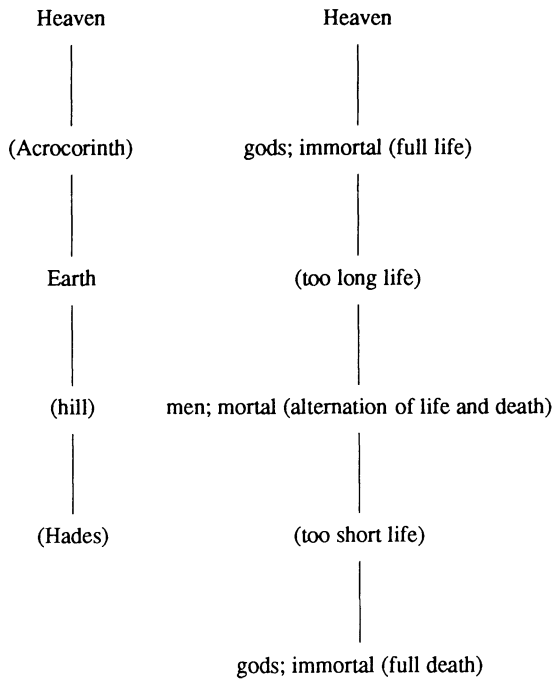 Heaven Heaven
(Acrocorinth) gods; immortal (full life)
Earth (too long life)
(hill) men; mortal (alternation of life and death)
(Hades) (too short life)
gods; immortal (full death)